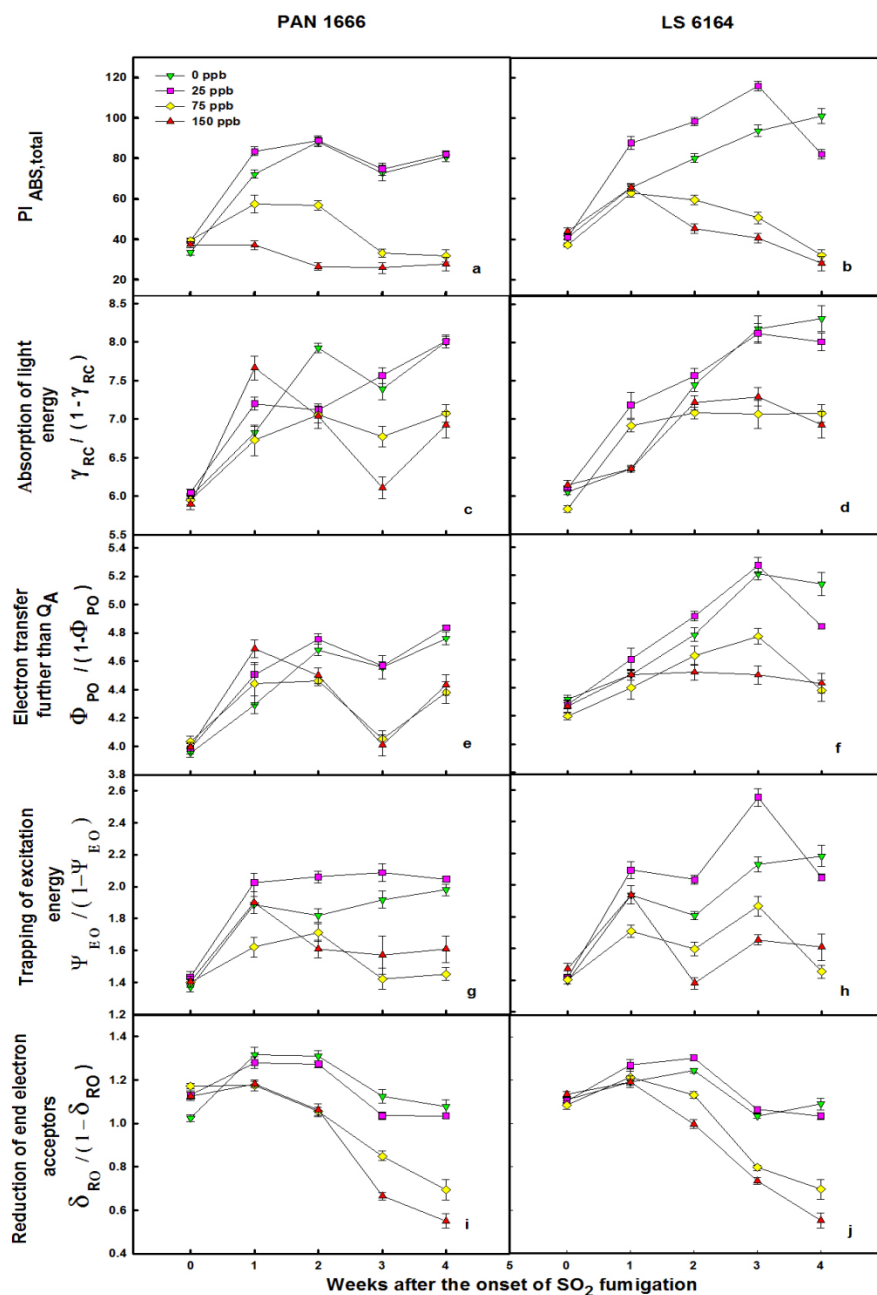 PAN 1666
LS 6164
PI ABS,total
120
100
80
60
40
20
0 ppb
25 ppb
75 ppb
150 ppb
a
b
Absorption of light
energy
γRC / (1- γRC)
8.5
8.0
7.5
7.0
6.5
6.0
5.5
c
d
Electron transfer
further than QA
ΦPO / (1-ΦPO)
5.4
5.2
5.0
4.8
4.6
4.4
4.2
4.0
3.8
e
f
Trapping of excitation
energy
ΨEO / (1–ΨEO)
2.6
2.4
2.2
2.0
1.8
1.6
1.4
1.2
g
h
Reduction of end electron
acceptors
δRO / (1– δRO)
1.4
1.2
1.0
0.8
0.6
0.4
i
j
0 1 2 3 4 5 0 1 2 3 4
Weeks after the onset of SO2 fumigation